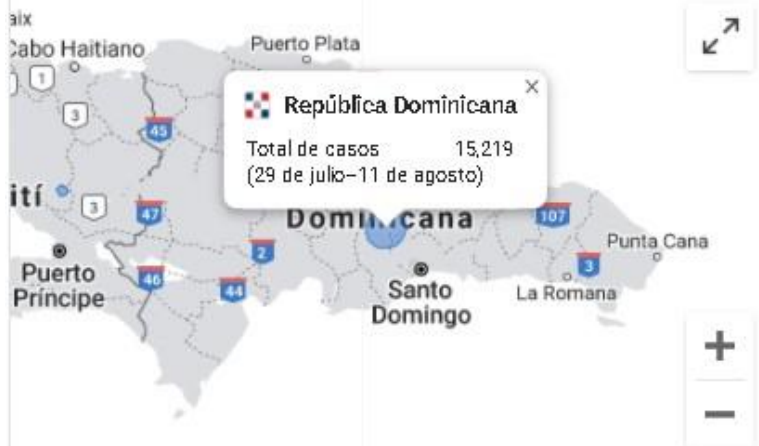 aix
Cabo Haitiano
Puerto Plata
1
3
45
República Dominicana
Total de casos 15,219
(29 de julio–11 de agosto)
ití
3
47
107
2
Punta Cana
Puerto
Príncipe
46
44
3
Santo
Domingo
La Romana